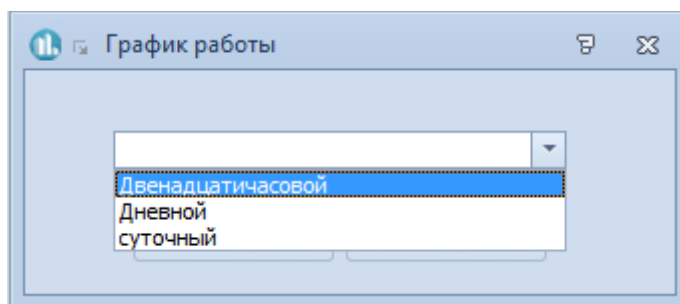 График работы
Двенадцатичасовой
Дневной
суточный